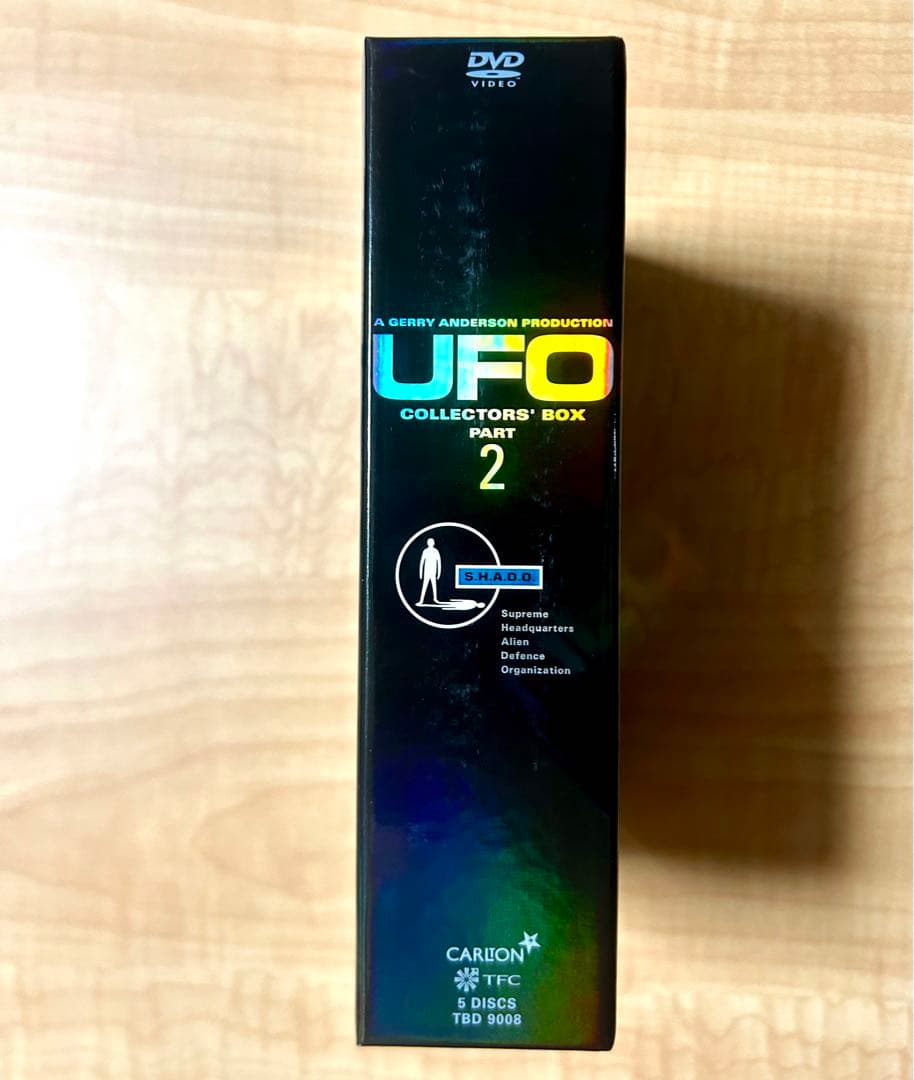 DVD
VIDEO
A GERRY ANDERSON PRODUCTION
UFO
COLLECTORS' BOX
PART
2
S.H.A.D.O.
Supreme
Headquarters
Alien
Defence
Organization
CARLTON
TFC
5 DISCS
TBD 9008